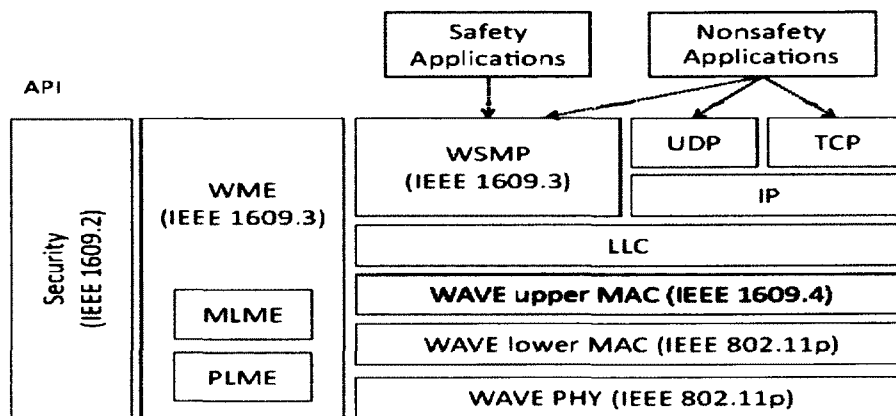 Safety
Applications
Nonsafety
Applications
API
Security
(IEEE 1609.2)
WME
(IEEE 1609.3)
MLME
PLME
WSMP
(IEEE 1609.3)
UDP
TCP
IP
LLC
WAVE upper MAC (IEEE 1609.4)
WAVE lower MAC (IEEE 802.11p)
WAVE PHY (IEEE 802.11p)